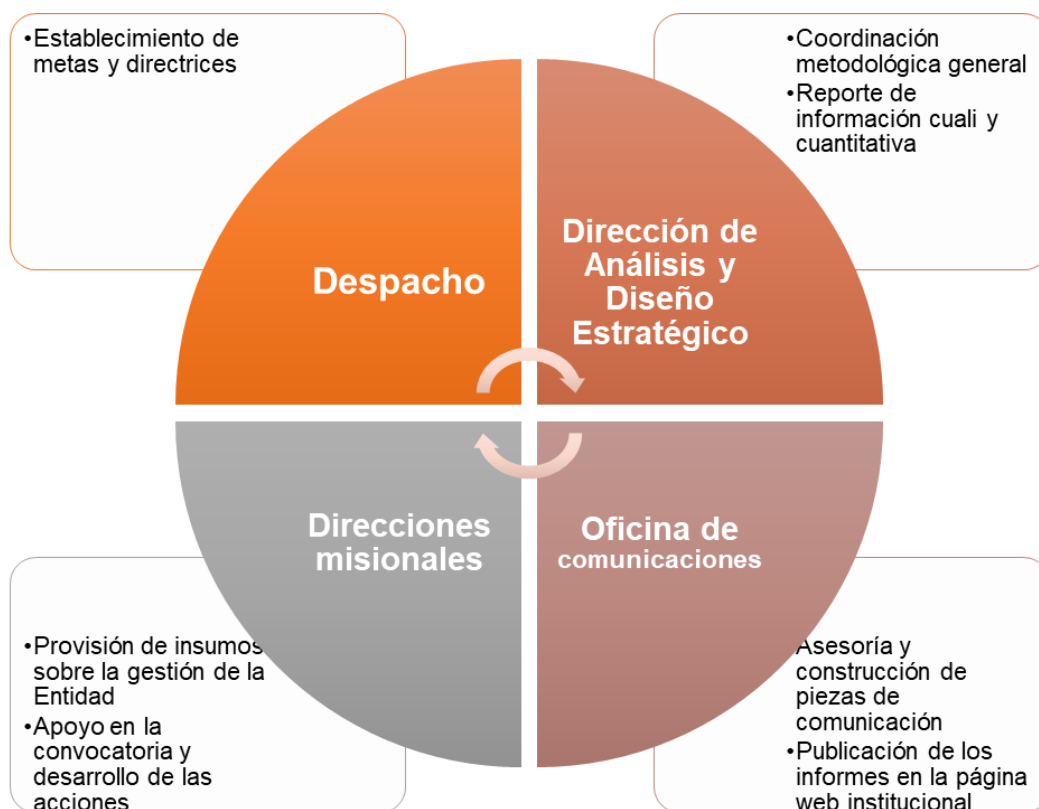 •Establecimiento de
metas y directrices
•Coordinación
metodológica general
•Reporte de
información cuali y
cuantitativa
Despacho
Dirección de
Análisis y
Diseño
Estratégico
Direcciones
misionales
Oficina de
comunicaciones
•Provisión de insumos
sobre la gestión de la
Entidad
•Apoyo en la
convocatoria y
desarrollo de las
acciones
•Asesoría y
construcción de
piezas de
comunicación
•Publicación de los
informes en la página
web institucional